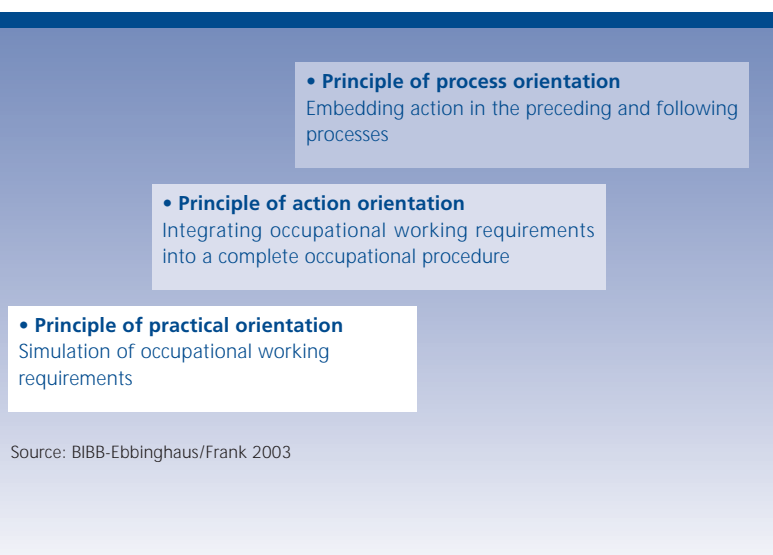 • Principle of process orientation
Embedding action in the preceding and following
processes
• Principle of action orientation
Integrating occupational working requirements
into a complete occupational procedure
• Principle of practical orientation
Simulation of occupational working
requirements
Source: BIBB-Ebbinghaus/Frank 2003